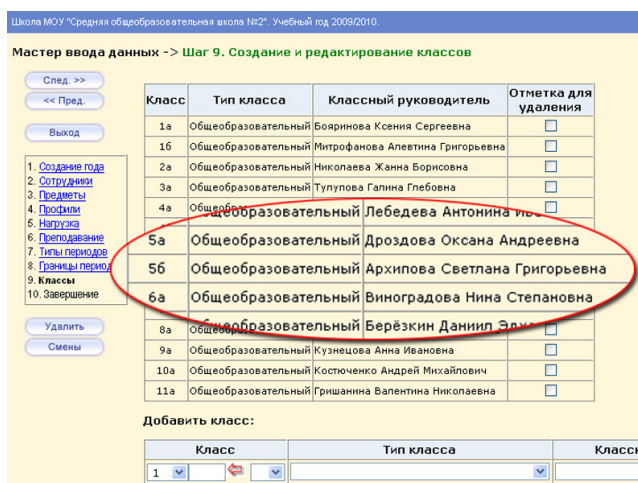 Школа МОУ "Средняя общеобразовательная школа №2". Учебный год 2009/2010.
Мастер ввода данных -> Шаг 9. Создание и редактирование классов
След. >>
<< Пред.
Выход
1. Создание года
2. Сотрудники
3. Предметы
4. Профили
5. Нагрузка
6. Преподавание
7. Типы периодов
8. Границы период
9. Классы
10. Завершение
Удалить
Смены
Класс Тип класса Классный руководитель Отметка для удаления
1а Общеобразовательный Бояринова Ксения Сергеевна
1б Общеобразовательный Митрофанова Алевтина Григорьевна
2а Общеобразовательный Николаева Жанна Борисовна
3а Общеобразовательный Тулупова Галина Глебовна
4а
Общеобразовательный Лебедева Антонина
5а Общеобразовательный Дроздова Оксана Андреевна
5б Общеобразовательный Архипова Светлана Григорьевна
6а Общеобразовательный Виноградова Нина Степановна
Общеобразовательный Берёзкин Даниил
8а
9а Общеобразовательный Кузнецова Анна Ивановна
10а Общеобразовательный Костюченко Андрей Михайлович
11а Общеобразовательный Гришанина Валентина Николаевна
Добавить класс:
Класс Тип класса Класс
1